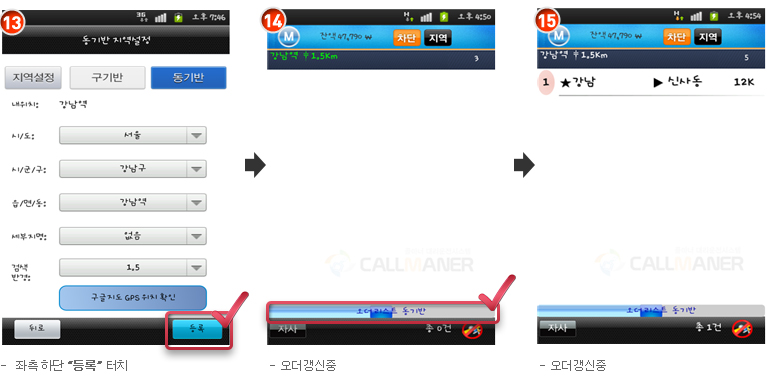 13
3G
오후 7:46
동기반 지역설정
지역설정
구기반
동기반
내위치:
강남역
시/도:
서울
시/군/구:
강남구
읍/면/동:
강남역
세부지명:
없음
검색
반경:
1.5
구글지도 GPS 위치 확인
뒤로
등록
- 좌측 하단 “등록” 터치
14
H
오후 4:50
M
잔액 47,790 ₩
차단
지역
강남역 1.5Km
3
CALLMANER
오더리스트 동기반
자사
총 0건
- 오더갱신중
15
H
오후 4:54
M
잔액 47,790 ₩
차단
지역
강남역 1.5Km
5
1
★강남
▶ 신사동
12K
CALLMANER
오더리스트 동기반
자사
총 1건
- 오더갱신중